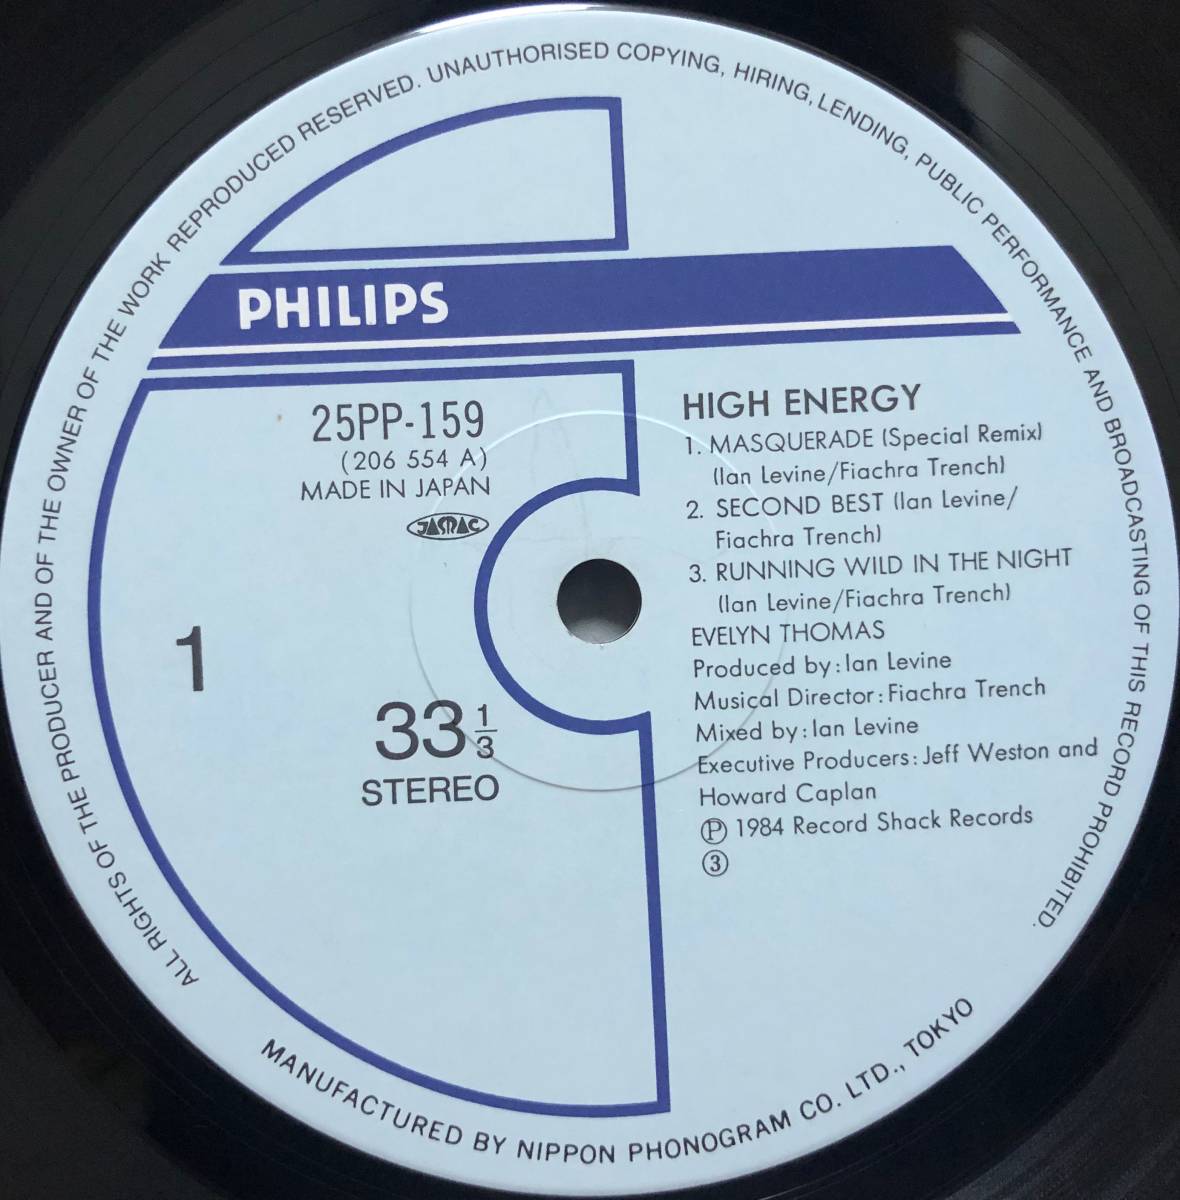 ALL RIGHTS OF THE PRODUCER AND OF THE OWNER OF THE WORK REPRODUCED RESERVED. UNAUTHORISED COPYING, HIRING, LENDING, PUBLIC PERFORMANCE AND BROADCASTING OF THIS RECORD PROHIBITED.
PHILIPS
25PP-159
(206 554 A)
MADE IN JAPAN
JASRAC
1
33 1/3
STEREO
HIGH ENERGY
1. MASQUERADE (Special Remix)
(Ian Levine/Fiachra Trench)
2. SECOND BEST (Ian Levine/
Fiachra Trench)
3. RUNNING WILD IN THE NIGHT
(Ian Levine/Fiachra Trench)
EVELYN THOMAS
Produced by: Ian Levine
Musical Director: Fiachra Trench
Mixed by: Ian Levine
Executive Producers: Jeff Weston and
Howard Caplan
Ⓟ 1984 Record Shack Records
③
MANUFACTURED BY NIPPON PHONOGRAM CO. LTD., TOKYO